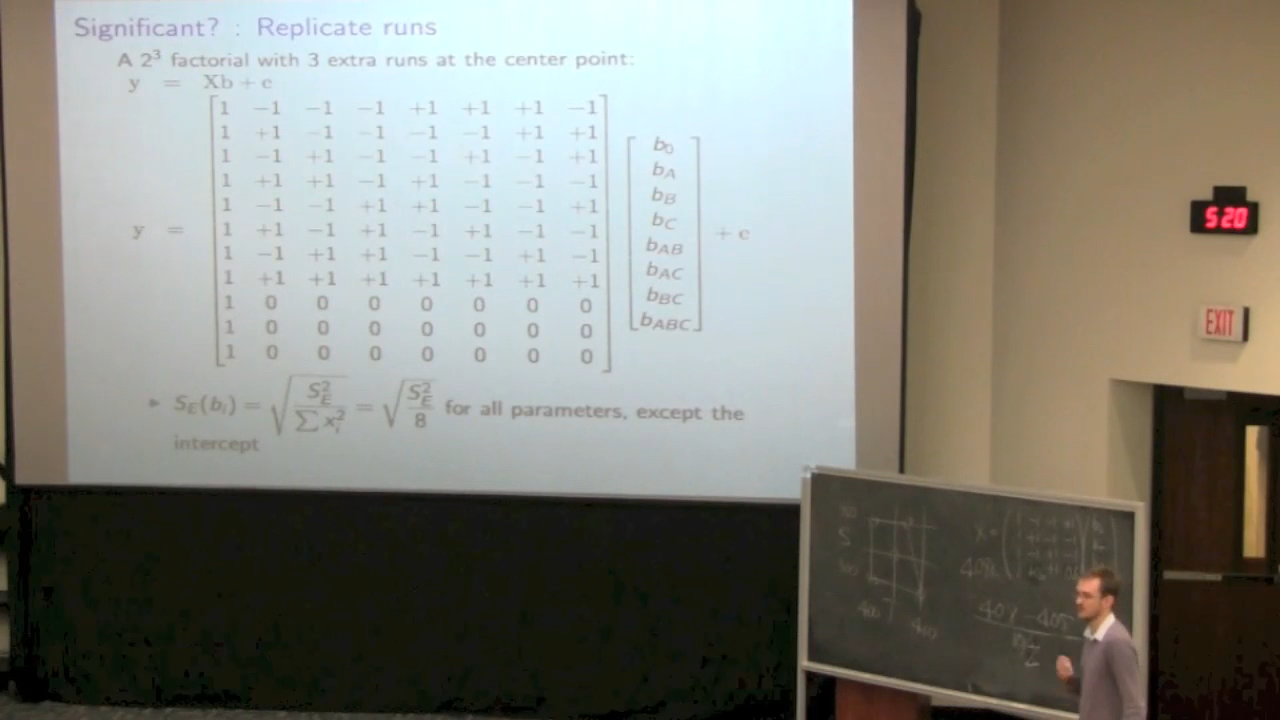 Significant? : Replicate runs
A 2³ factorial with 3 extra runs at the center point:
y = Xb + e
1 −1 −1 −1 +1 +1 +1 −1
1 +1 −1 −1 −1 −1 +1 +1
1 −1 +1 −1 −1 +1 −1 +1
1 +1 +1 −1 +1 −1 −1 −1
1 −1 −1 +1 +1 −1 −1 +1
y = 1 +1 −1 +1 −1 +1 −1 −1 + e
1 −1 +1 +1 −1 −1 +1 −1
1 +1 +1 +1 +1 +1 +1 +1
1 0 0 0 0 0 0 0
1 0 0 0 0 0 0 0
1 0 0 0 0 0 0 0
b₀
b_A
b_B
b_C
b_AB
b_AC
b_BC
b_ABC
▸ S_E(b_i) = √(S_E²/∑x_i²) = √(S_E²/8) for all parameters, except the
intercept
5 20
EXIT